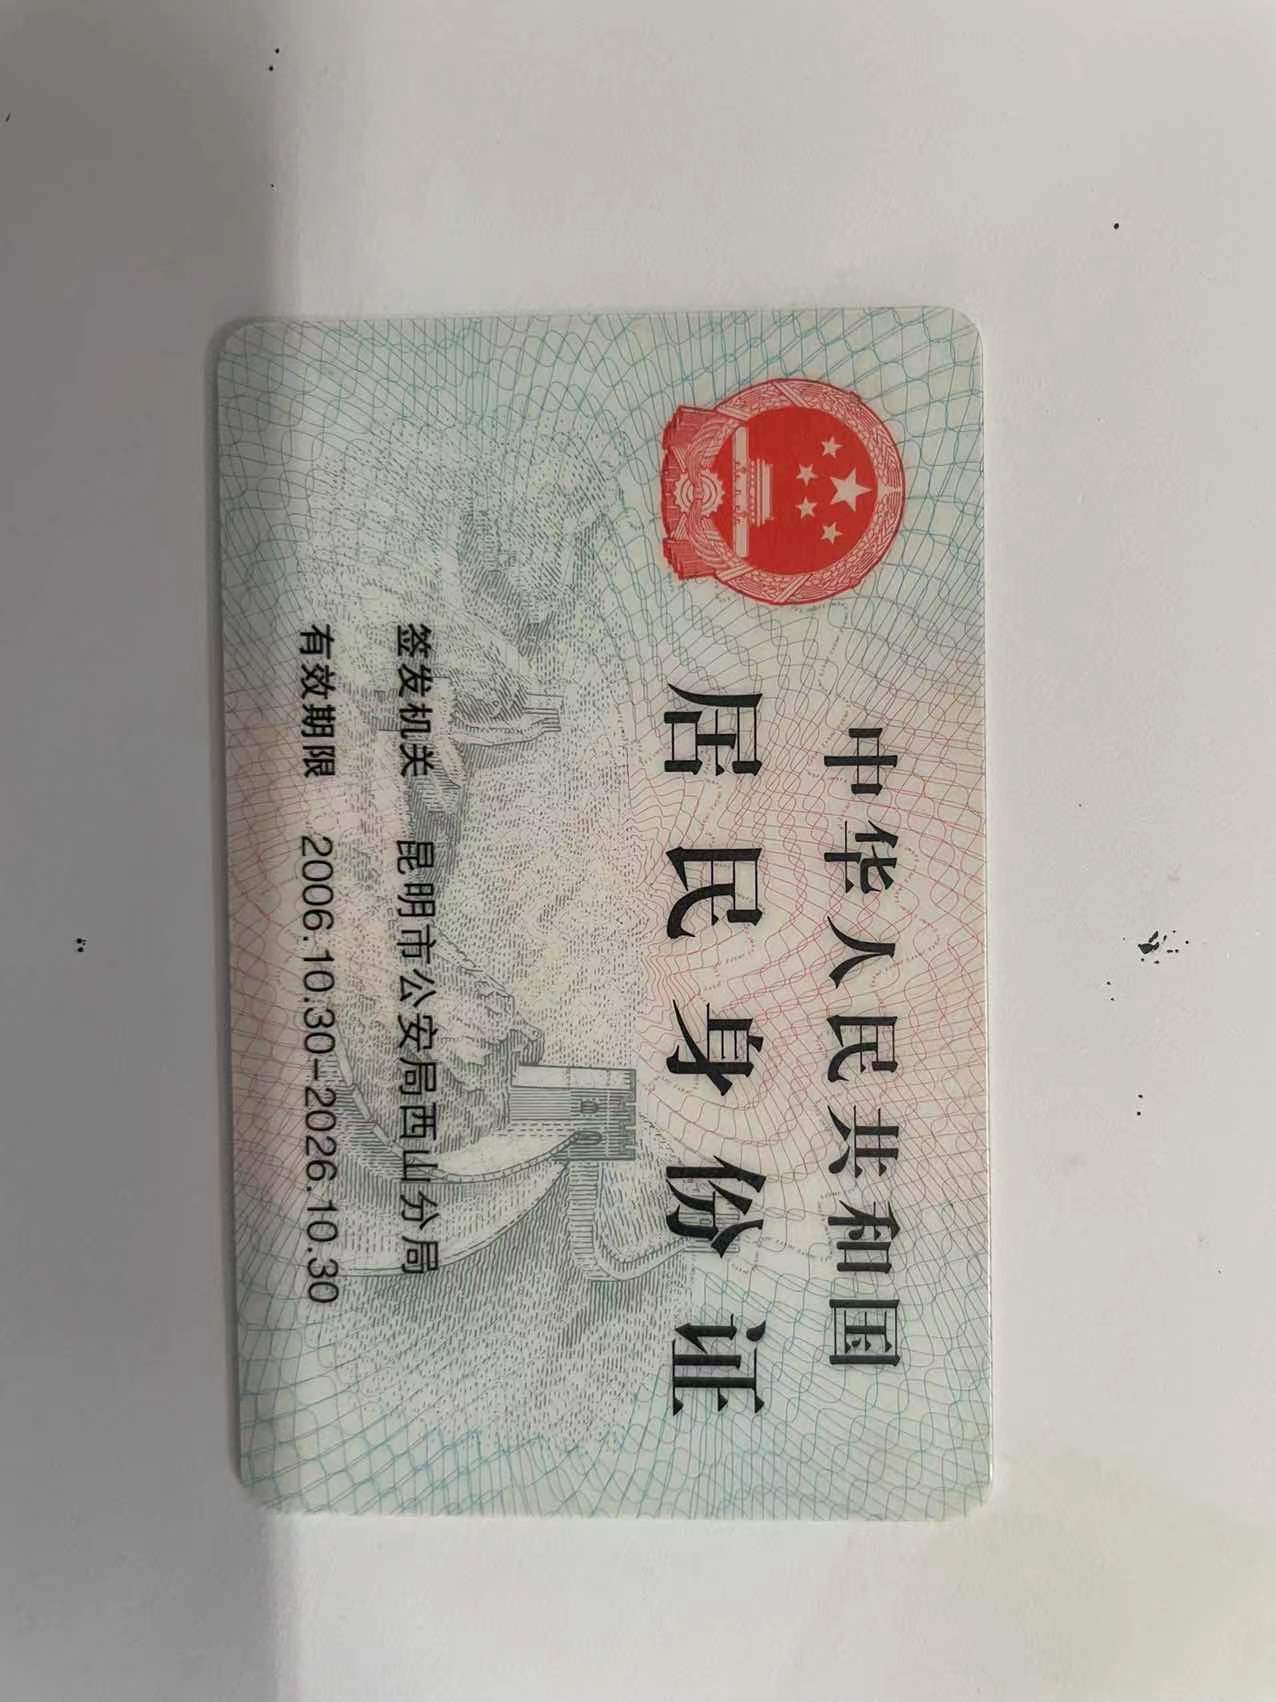 中华人民共和国
居民身份证
签发机关 昆明市公安局西山分局
有效期限 2006.10.30-2026.10.30